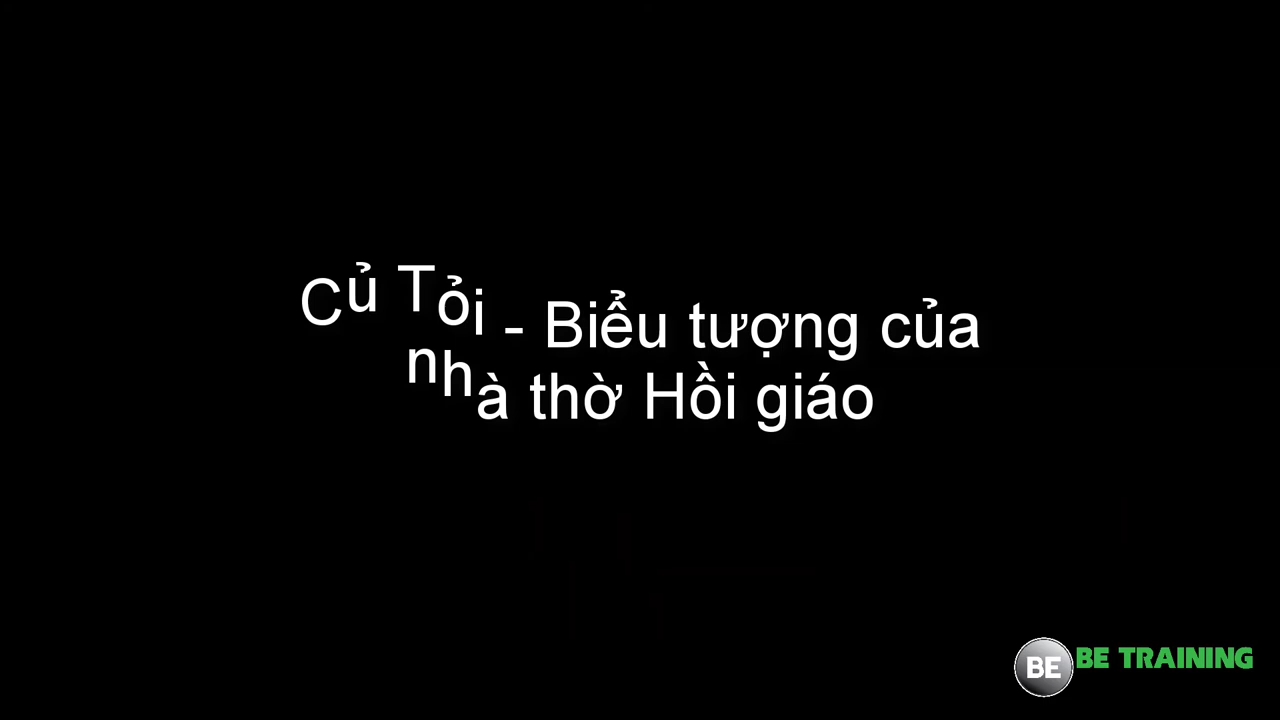 Củ Tỏi - Biểu tượng của
nhà thờ Hồi giáo
BE BE TRAINING